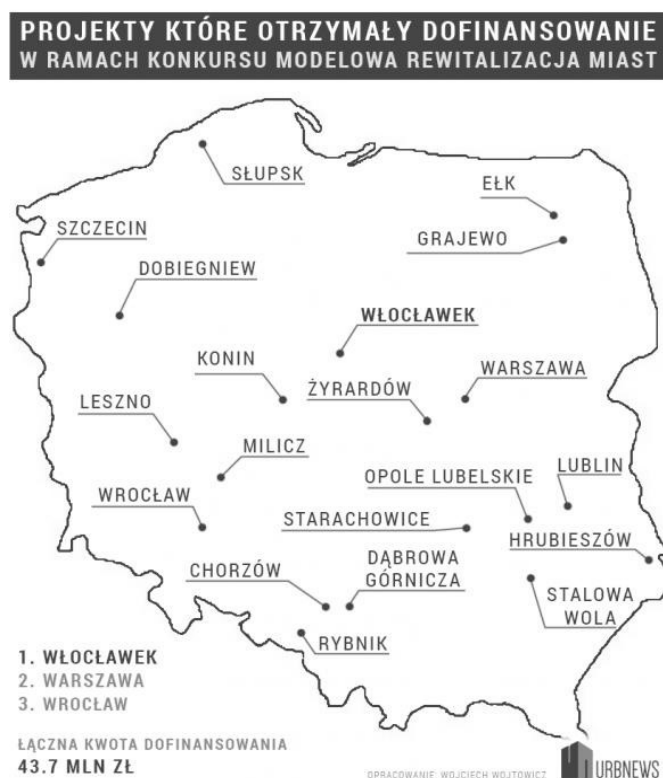 PROJEKTY KTÓRE OTRZYMAŁY DOFINANSOWANIE
W RAMACH KONKURSU MODELOWA REWITALIZACJA MIAST
SŁUPSK
EŁK
SZCZECIN
GRAJEWO
DOBIEGNIEW
WŁOCŁAWEK
KONIN
WARSZAWA
ŻYRARDÓW
LESZNO
MILICZ
LUBLIN
OPOLE LUBELSKIE
WROCŁAW
STARACHOWICE
HRUBIESZÓW
DĄBROWA
GÓRNICZA
CHORZÓW
STALOWA
WOLA
RYBNIK
1. WŁOCŁAWEK
2. WARSZAWA
3. WROCŁAW
ŁĄCZNA KWOTA DOFINANSOWANIA
43.7 MLN ZŁ
OPRACOWANIE: WOJCIECH WOJTOWICZ
URBNEWS